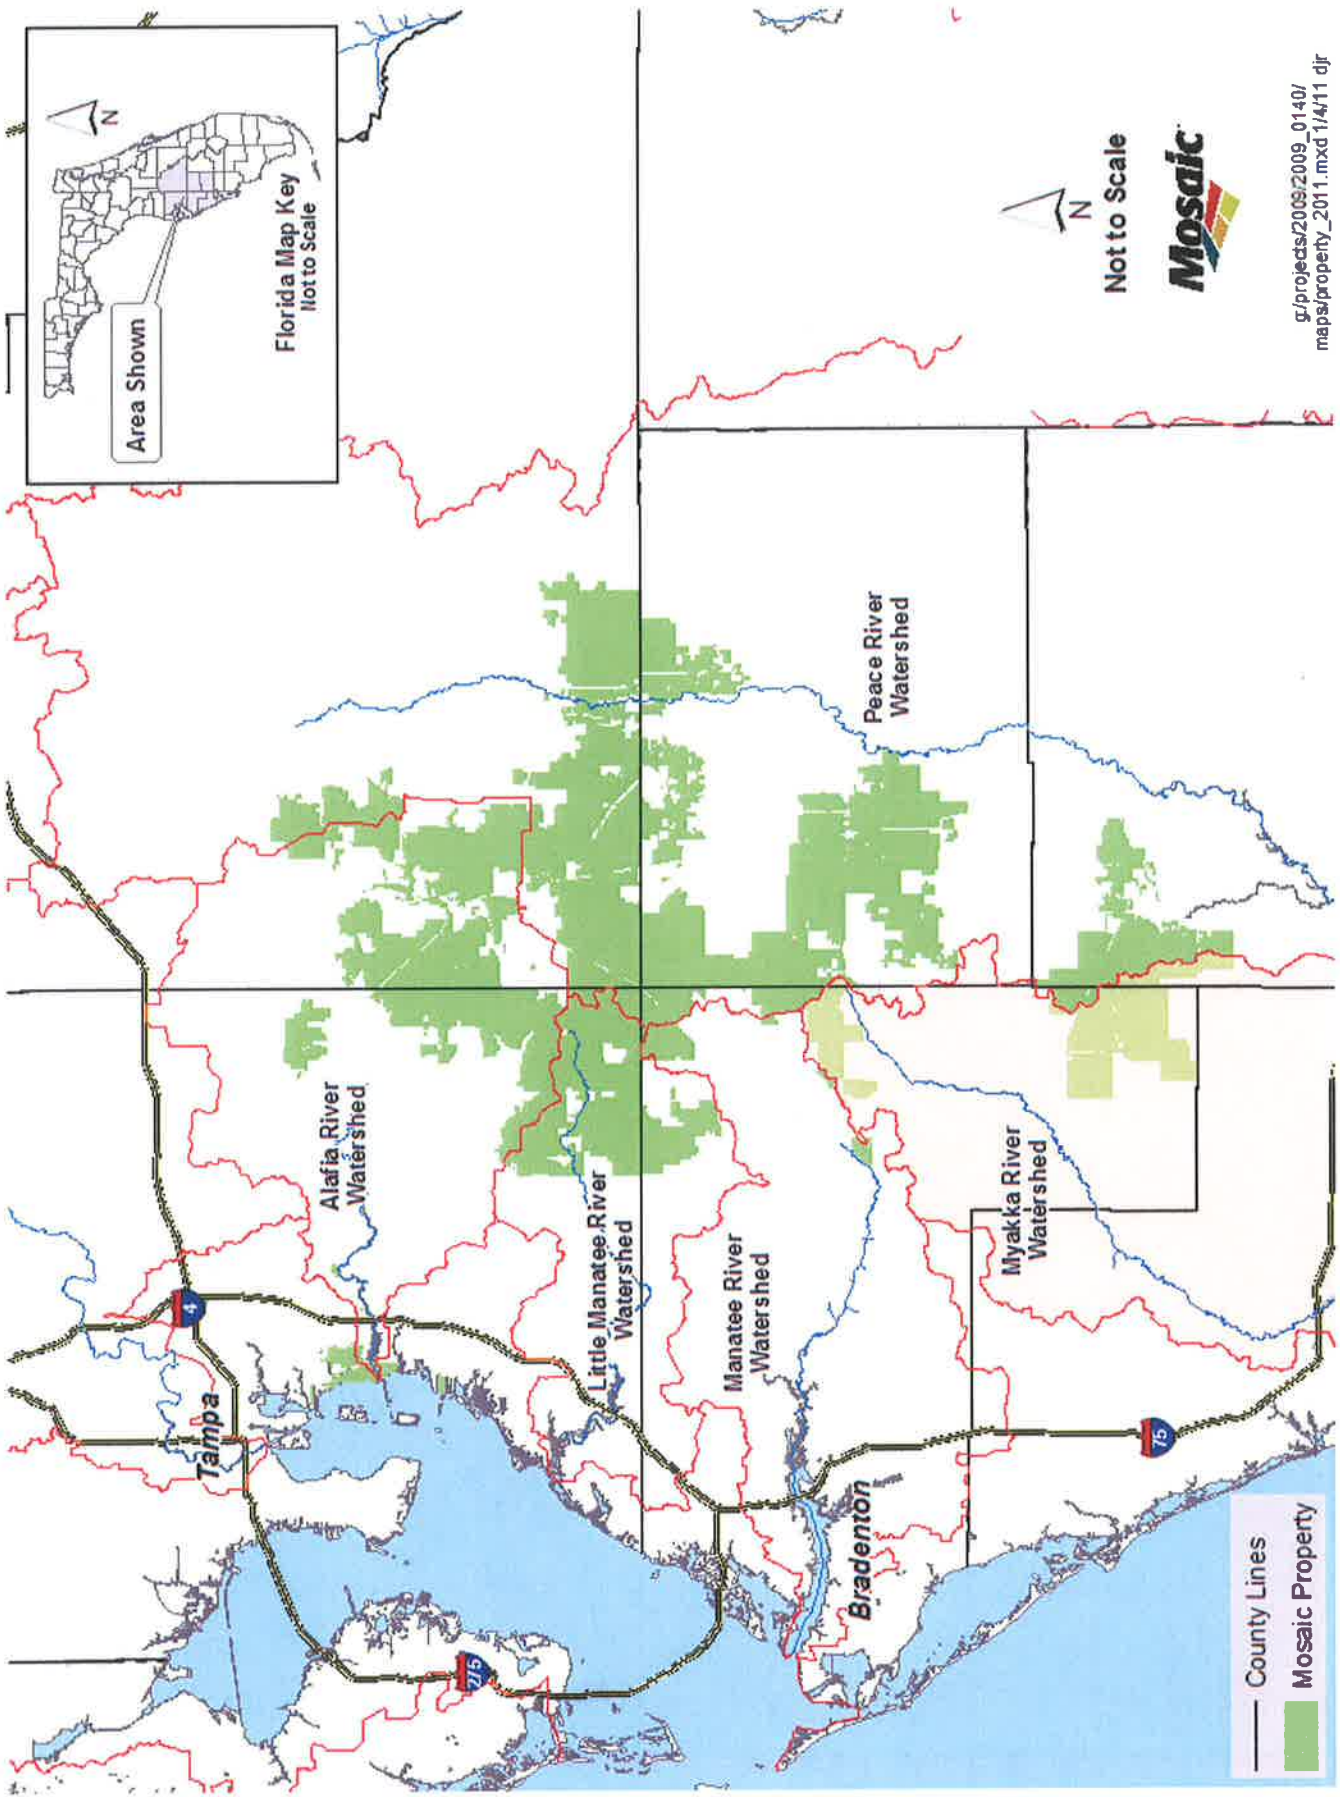 N
Area Shown
Florida Map Key
Not to Scale
4
Tampa
275
Alafia River
Watershed
Little Manatee River
Watershed
Manatee River
Watershed
Bradenton
Peace River
Watershed
Myakka River
Watershed
75
County Lines
Mosaic Property
N
Not to Scale
Mosaic
g:/projects/2009/2009_0140/
maps/property_2011.mxd 1/4/11 djr